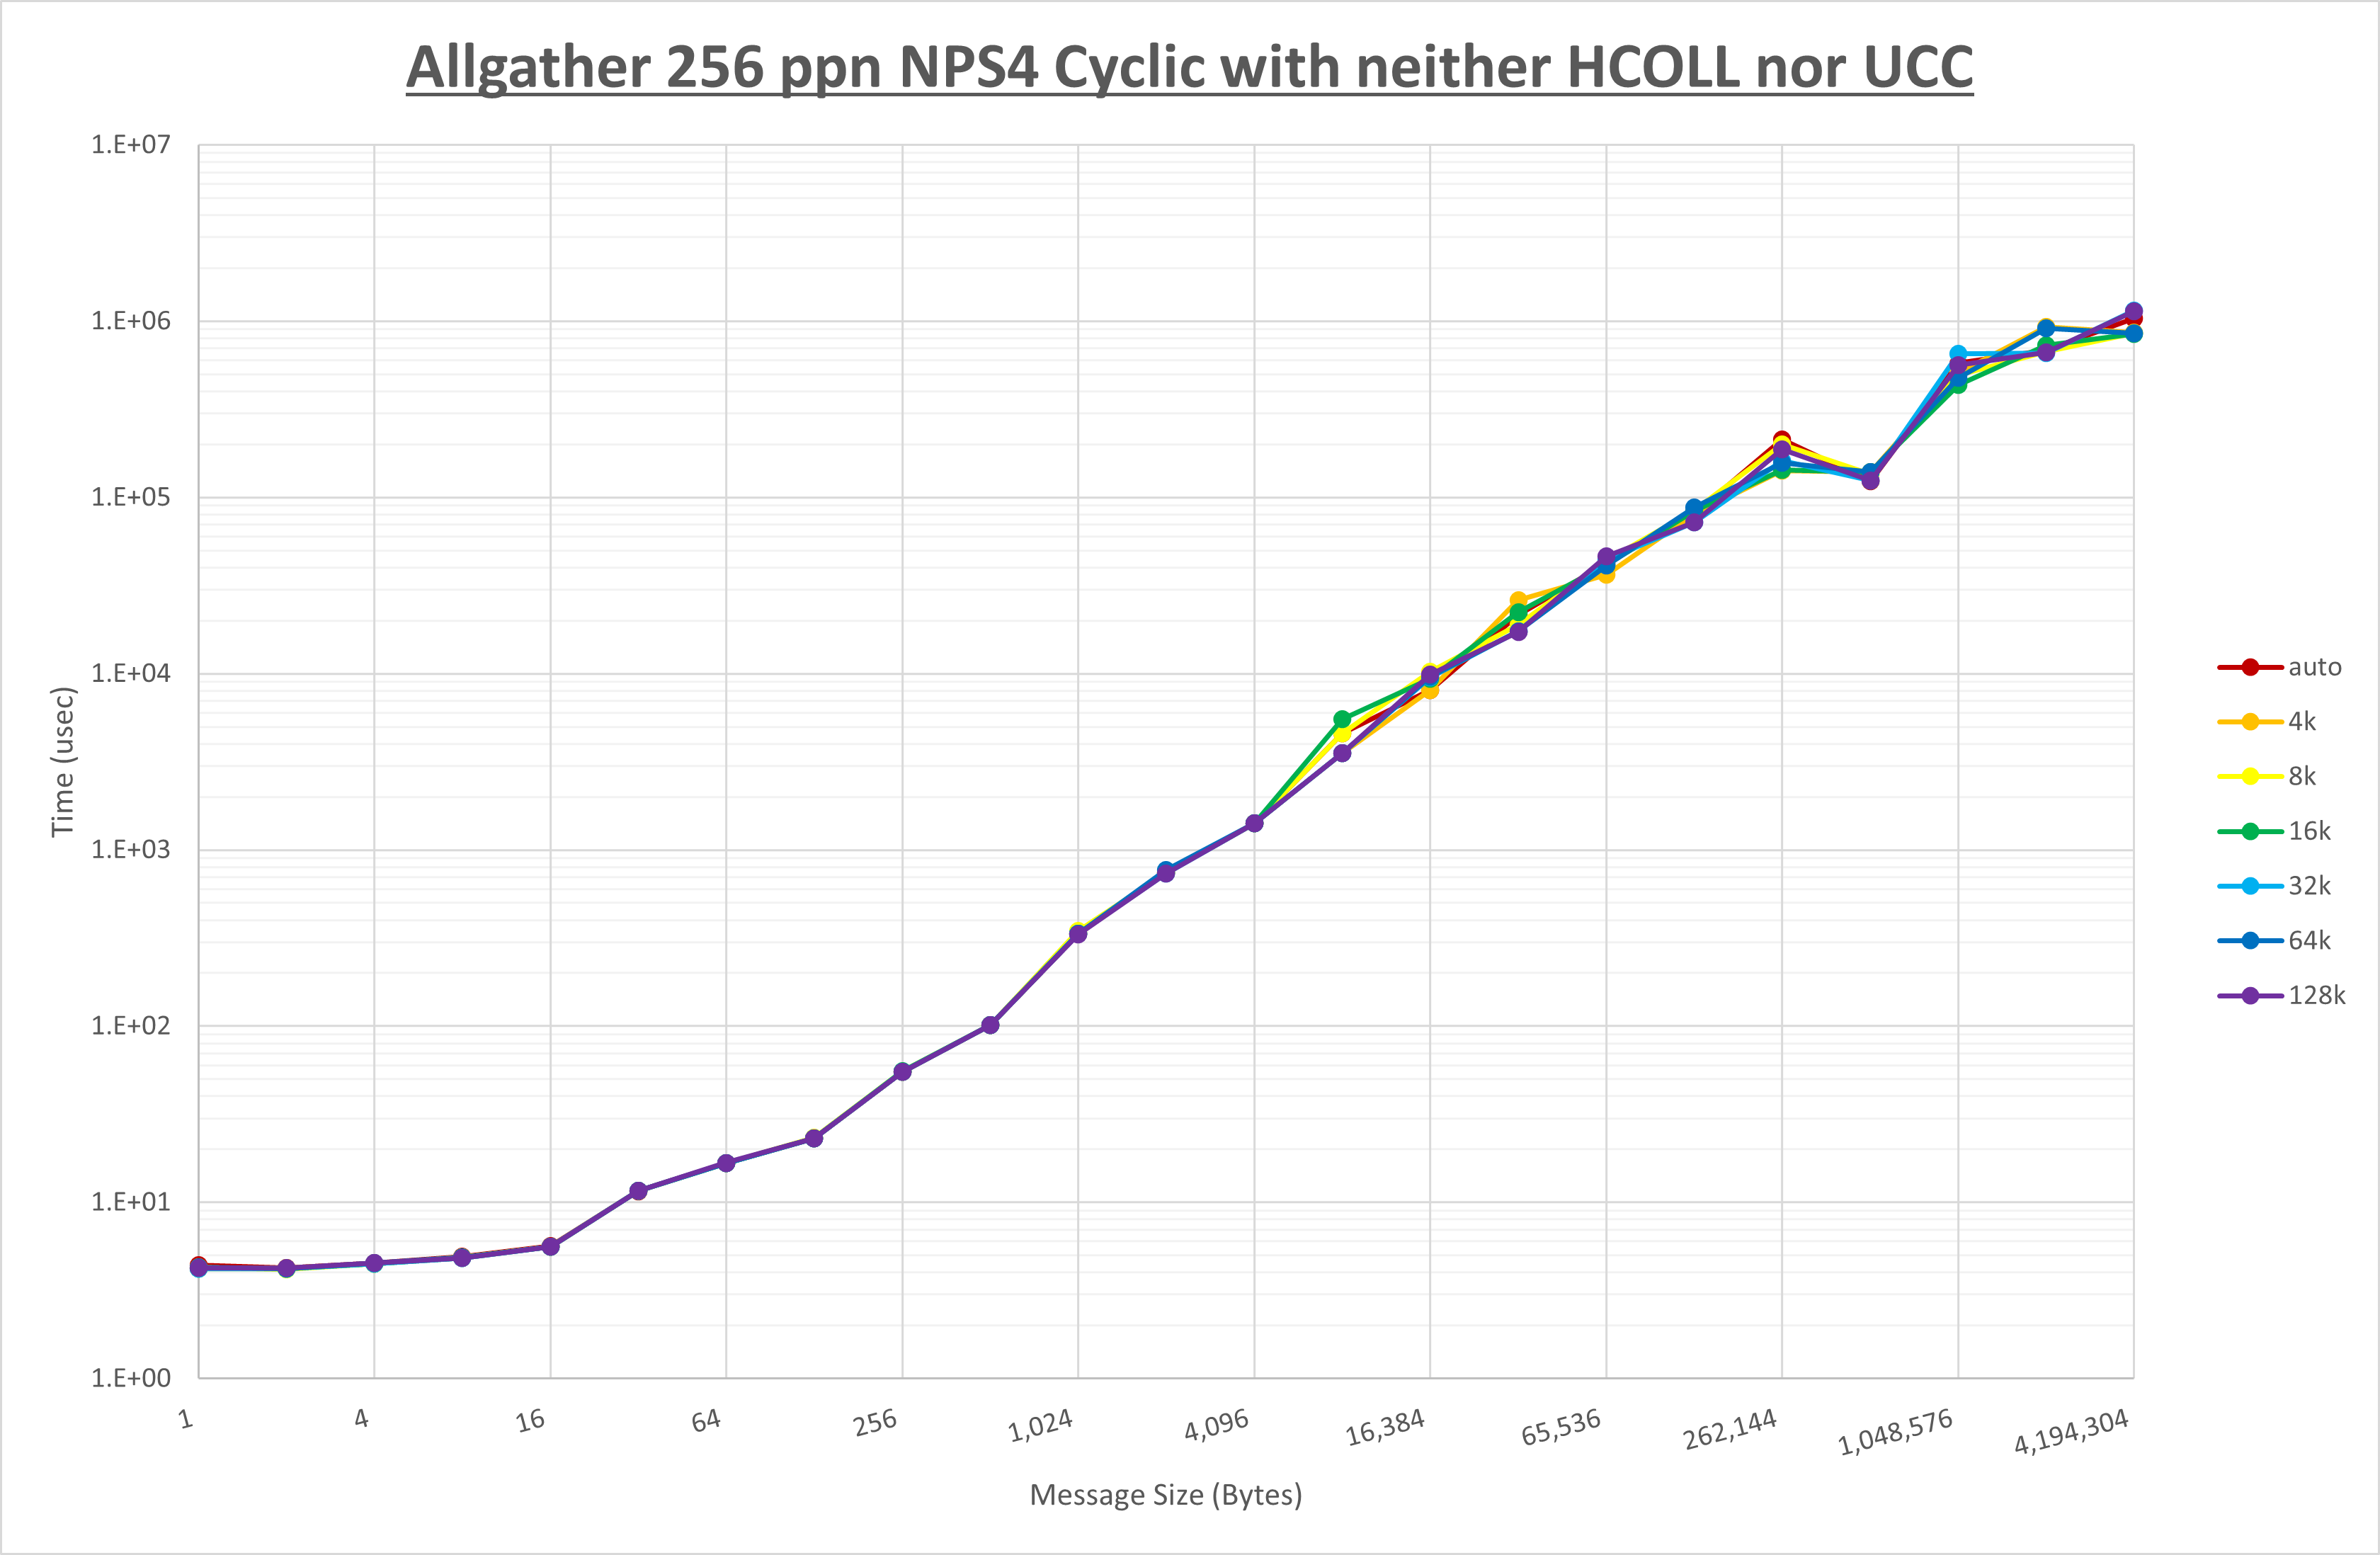 Allgather 256 ppn NPS4 Cyclic with neither HCOLL nor UCC
1.E+07
1.E+06
1.E+05
1.E+04
1.E+03
1.E+02
1.E+01
1.E+00
Time (usec)
1
4
16
64
256
1,024
4,096
16,384
65,536
262,144
1,048,576
4,194,304
Message Size (Bytes)
auto
4k
8k
16k
32k
64k
128k